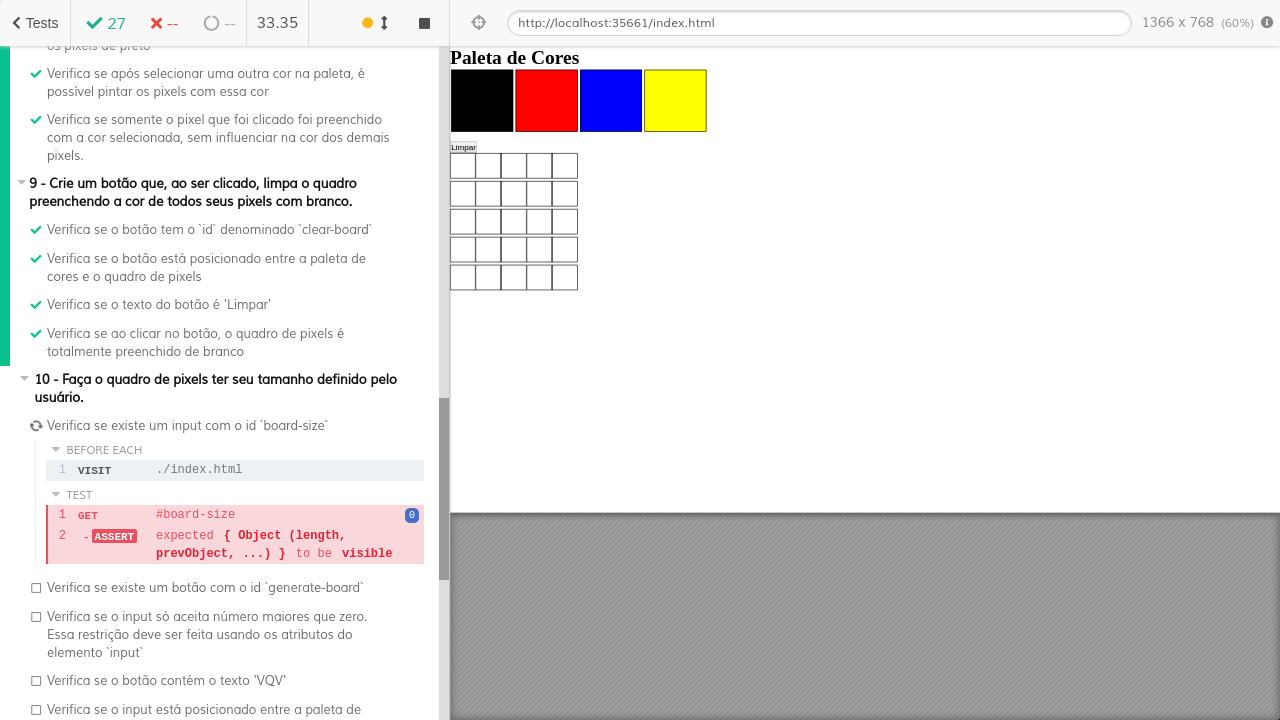 Tests 27 -- -- 33.35
http://localhost:35661/index.html 1366 x 768 (60%)
os pixels de preto
Verifica se após selecionar uma outra cor na paleta, é
possível pintar os pixels com essa cor
Verifica se somente o pixel que foi clicado foi preenchido
com a cor selecionada, sem influenciar na cor dos demais
pixels.
9 - Crie um botão que, ao ser clicado, limpa o quadro
preenchendo a cor de todos seus pixels com branco.
Verifica se o botão tem o `id` denominado `clear-board`
Verifica se o botão está posicionado entre a paleta de
cores e o quadro de pixels
Verifica se o texto do botão é 'Limpar'
Verifica se ao clicar no botão, o quadro de pixels é
totalmente preenchido de branco
10 - Faça o quadro de pixels ter seu tamanho definido pelo
usuário.
Verifica se existe um input com o id `board-size`
BEFORE EACH
1 VISIT ./index.html
TEST
1 GET #board-size 0
2 -ASSERT expected { Object (length,
prevObject, ...) } to be visible
Verifica se existe um botão com o id `generate-board`
Verifica se o input só aceita número maiores que zero.
Essa restrição deve ser feita usando os atributos do
elemento `input`
Verifica se o botão contém o texto 'VQV'
Verifica se o input está posicionado entre a paleta de
Paleta de Cores
Limpar